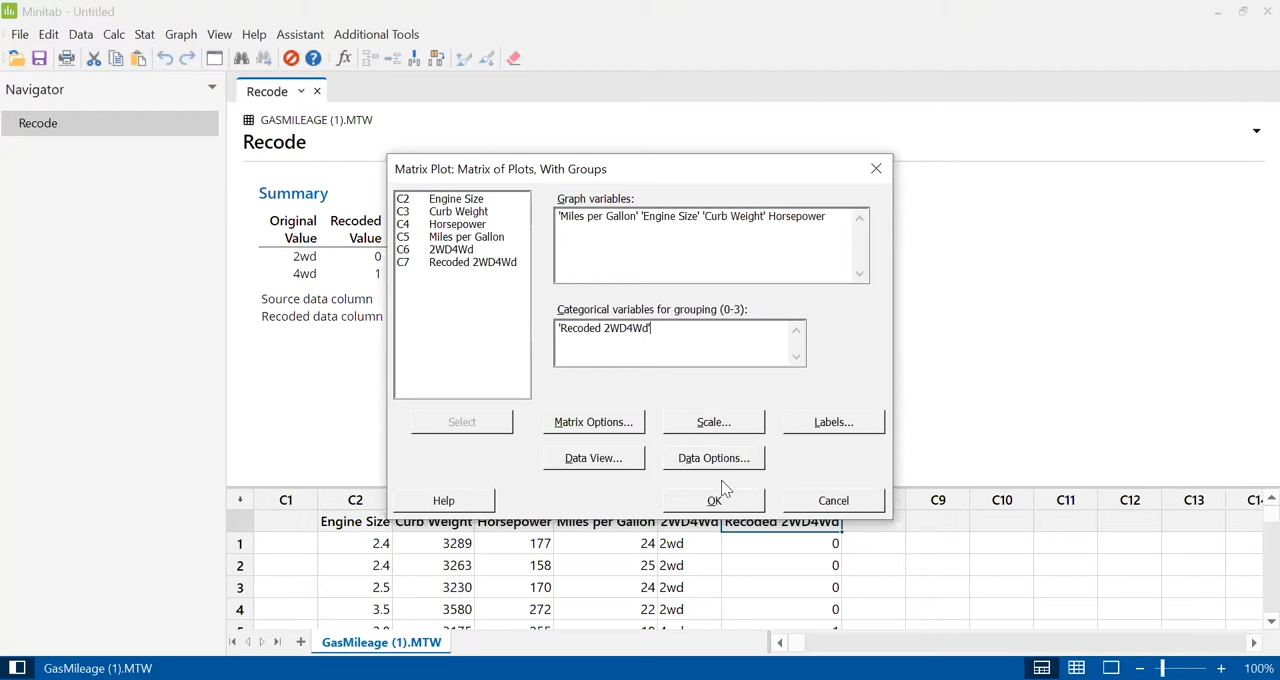 Minitab - Untitled
File Edit Data Calc Stat Graph View Help Assistant Additional Tools
Navigator
Recode
Recode
GASMILEAGE (1).MTW
Recode
Summary
Original Recoded
Value Value
2wd 0
4wd 1
Source data column
Recoded data column
Matrix Plot: Matrix of Plots, With Groups
C2 Engine Size
C3 Curb Weight
C4 Horsepower
C5 Miles per Gallon
C6 2WD4Wd
C7 Recoded 2WD4Wd
Graph variables:
'Miles per Gallon' 'Engine Size' 'Curb Weight' Horsepower
Categorical variables for grouping (0-3):
'Recoded 2WD4Wd'
Select Matrix Options... Scale... Labels...
Data View... Data Options...
Help OK Cancel
C1 C2 C9 C10 C11 C12 C13
Engine Size Curb Weight Horsepower Miles per Gallon 2WD4Wd Recoded 2WD4Wd
1 2.4 3289 177 24 2wd 0
2 2.4 3263 158 25 2wd 0
3 2.5 3230 170 24 2wd 0
4 3.5 3580 272 22 2wd 0
GasMileage (1).MTW
GasMileage (1).MTW 100%